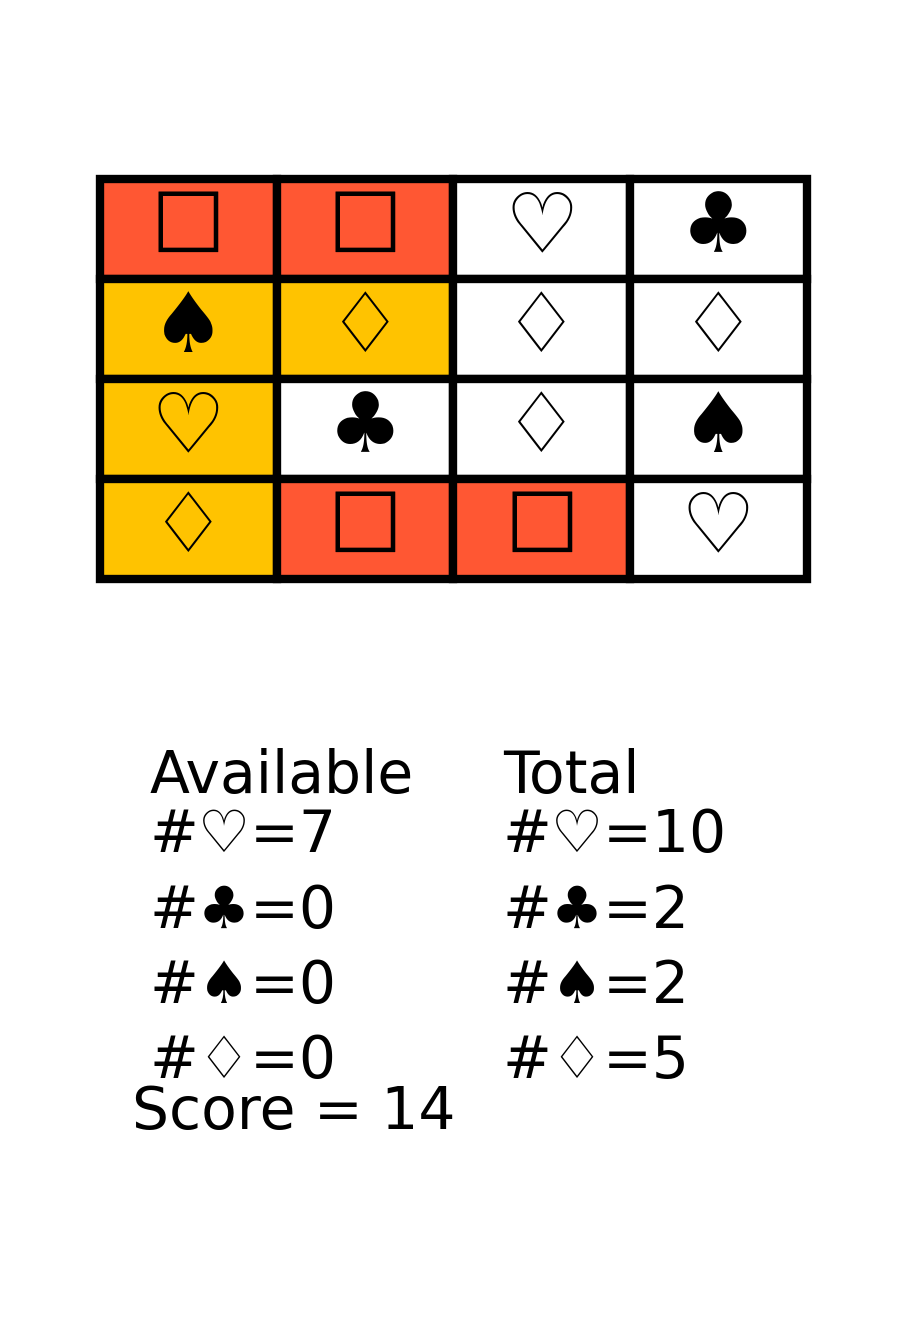 □ □ ♡ ♣
♠ ♢ ♢ ♢
♡ ♣ ♢ ♠
♢ □ □ ♡
Available Total
#♡=7 #♡=10
#♣=0 #♣=2
#♠=0 #♠=2
#♢=0 #♢=5
Score = 14